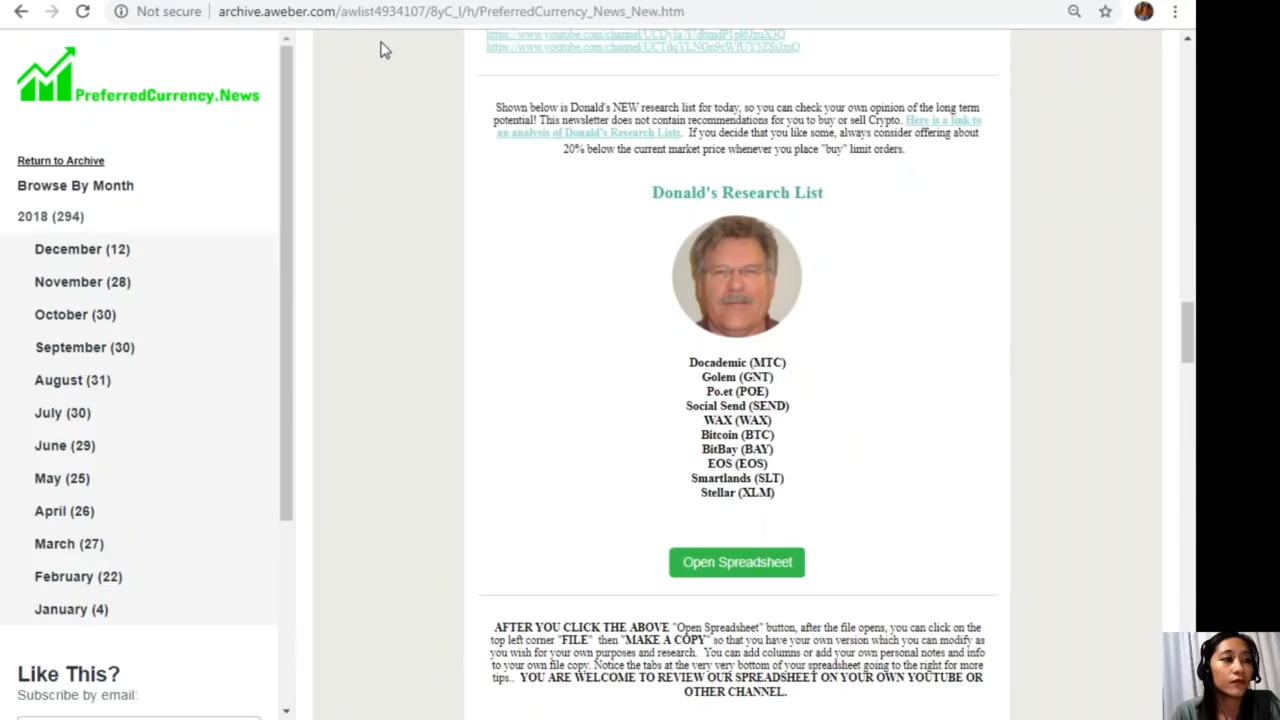 Not secure | archive.aweber.com/awlist4934107/8yC_I/h/PreferredCurrency_News_New.htm
PreferredCurrency.News
Return to Archive
Browse By Month
2018 (294)
December (12)
November (28)
October (30)
September (30)
August (31)
July (30)
June (29)
May (25)
April (26)
March (27)
February (22)
January (4)
Like This?
Subscribe by email:
Shown below is Donald's NEW research list for today, so you can check your own opinion of the long term
potential! This newsletter does not contain recommendations for you to buy or sell Crypto. Here is a link to
an analysis of Donald's Research Lists. If you decide that you like some, always consider offering about
20% below the current market price whenever you place "buy" limit orders.
Donald's Research List
Docademic (MTC)
Golem (GNT)
Po.et (POE)
Social Send (SEND)
WAX (WAX)
Bitcoin (BTC)
BitBay (BAY)
EOS (EOS)
Smartlands (SLT)
Stellar (XLM)
Open Spreadsheet
AFTER YOU CLICK THE ABOVE "Open Spreadsheet" button, after the file opens, you can click on the
top left corner "FILE" then "MAKE A COPY" so that you have your own version which you can modify as
you wish for your own purposes and research. You can add columns or add your own personal notes and info
to your own file copy. Notice the tabs at the very very bottom of your spreadsheet going to the right for more
tips.. YOU ARE WELCOME TO REVIEW OUR SPREADSHEET ON YOUR OWN YOUTUBE OR
OTHER CHANNEL.